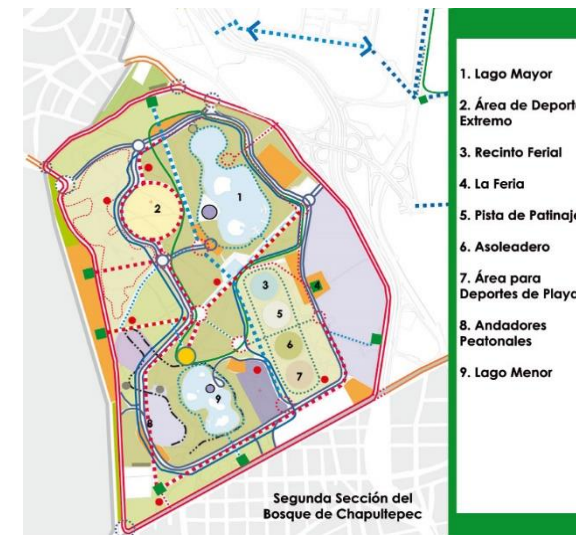 1. Lago Mayor
2. Área de Deporte
Extremo
3. Recinto Ferial
4. La Feria
5. Pista de Patinaje
6. Asoleadero
7. Área para
Deportes de Playa
8. Andadores
Peatonales
9. Lago Menor
1
2
3
4
5
6
7
9
8
Segunda Sección del
Bosque de Chapultepec